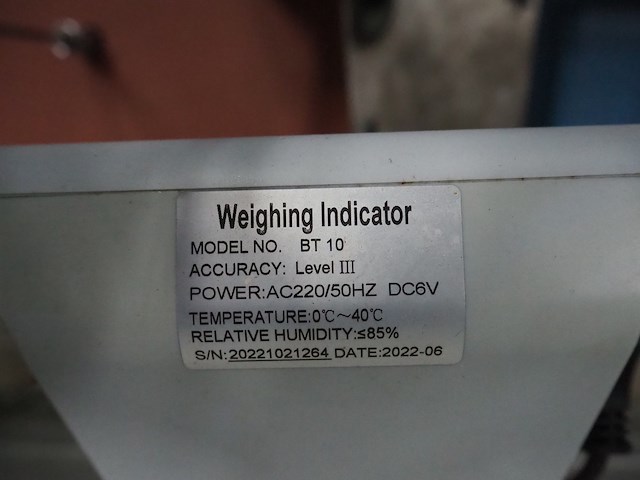 Weighing Indicator
MODEL NO. BT 10
ACCURACY: Level III
POWER:AC220/50HZ DC6V
TEMPERATURE:0℃～40℃
RELATIVE HUMIDITY:≤85%
S/N:20221021264 DATE:2022-06